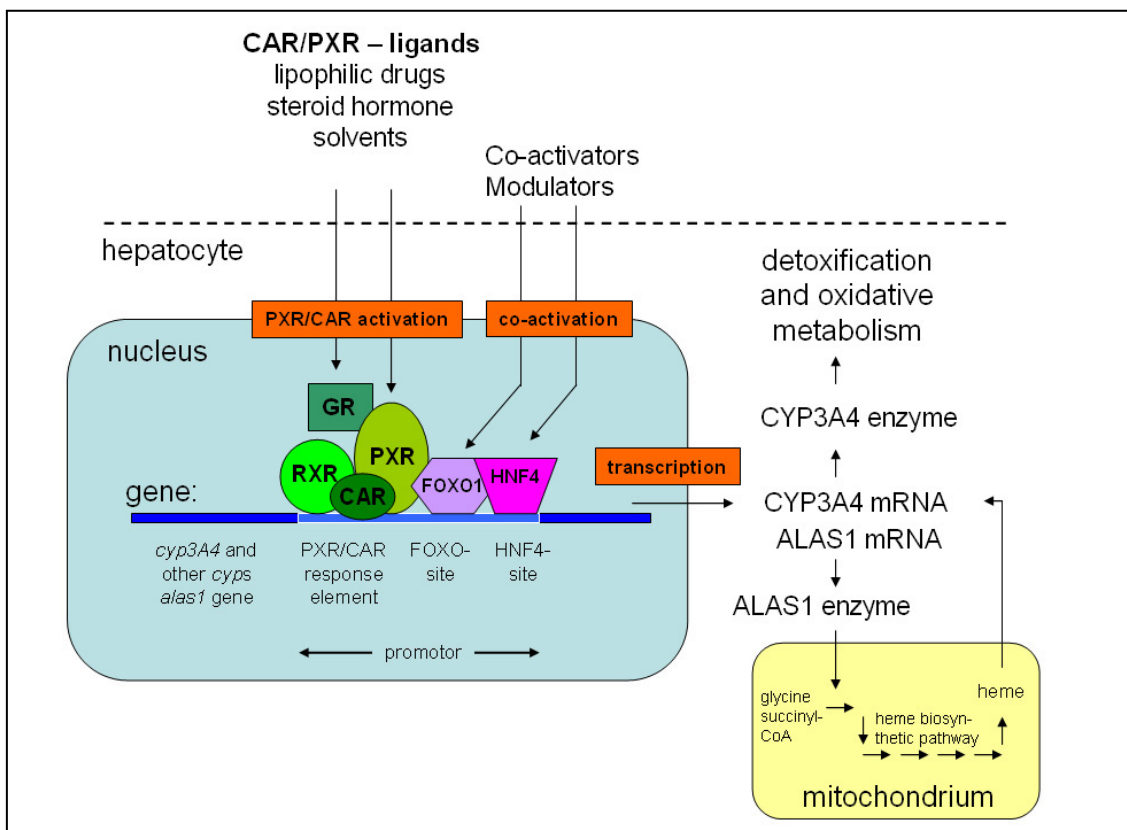 CAR/PXR – ligands
lipophilic drugs
steroid hormone
solvents
Co-activators
Modulators
hepatocyte
detoxification
and oxidative
metabolism
PXR/CAR activation
co-activation
nucleus
GR
PXR
RXR
CAR
FOXO1
HNF4
CYP3A4 enzyme
transcription
gene:
CYP3A4 mRNA
ALAS1 mRNA
cyp3A4 and
other cyps
alas1 gene
PXR/CAR
response
element
FOXO-
site
HNF4-
site
promotor
ALAS1 enzyme
glycine
succinyl-
CoA
heme biosyn-
thetic pathway
heme
mitochondrium